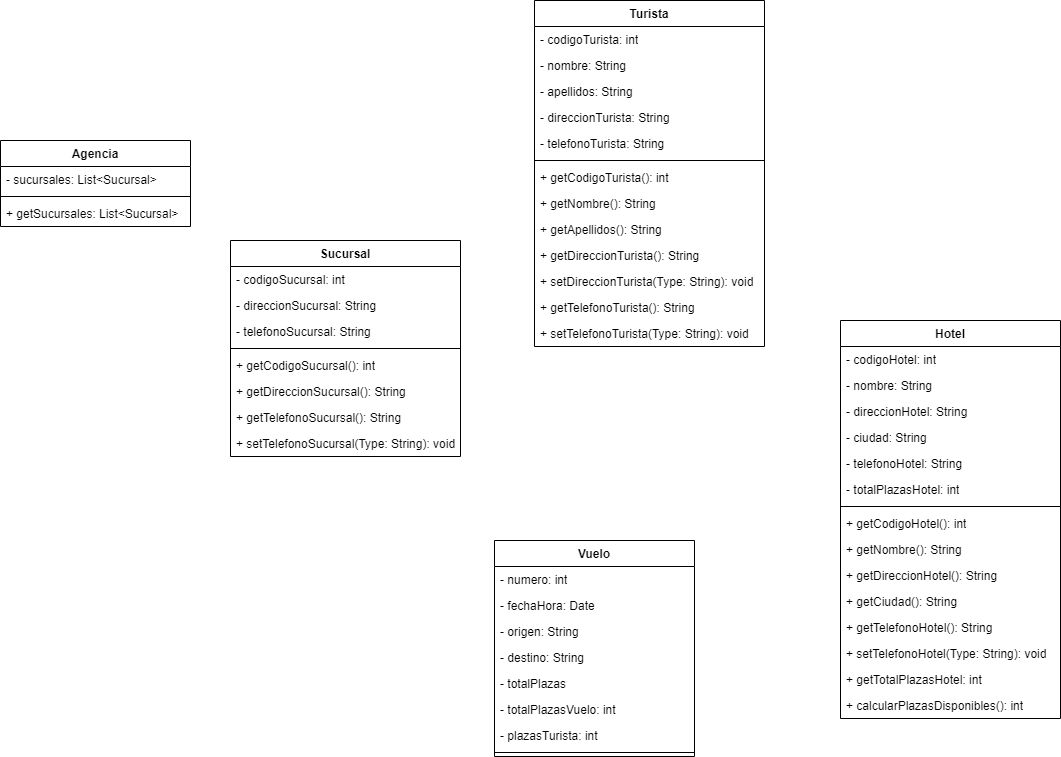 Turista
- codigoTurista: int
- nombre: String
- apellidos: String
- direccionTurista: String
- telefonoTurista: String
+ getCodigoTurista(): int
+ getNombre(): String
+ getApellidos(): String
+ getDireccionTurista(): String
+ setDireccionTurista(Type: String): void
+ getTelefonoTurista(): String
+ setTelefonoTurista(Type: String): void
Agencia
- sucursales: List<Sucursal>
+ getSucursales: List<Sucursal>
Sucursal
- codigoSucursal: int
- direccionSucursal: String
- telefonoSucursal: String
+ getCodigoSucursal(): int
+ getDireccionSucursal(): String
+ getTelefonoSucursal(): String
+ setTelefonoSucursal(Type: String): void
Hotel
- codigoHotel: int
- nombre: String
- direccionHotel: String
- ciudad: String
- telefonoHotel: String
- totalPlazasHotel: int
+ getCodigoHotel(): int
+ getNombre(): String
+ getDireccionHotel(): String
+ getCiudad(): String
+ getTelefonoHotel(): String
+ setTelefonoHotel(Type: String): void
+ getTotalPlazasHotel: int
+ calcularPlazasDisponibles(): int
Vuelo
- numero: int
- fechaHora: Date
- origen: String
- destino: String
- totalPlazas
- totalPlazasVuelo: int
- plazasTurista: int